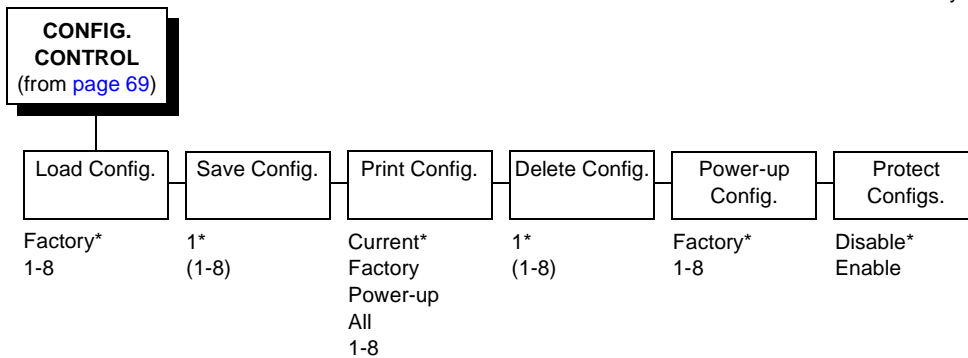 CONFIG.
CONTROL
(from page 69)
Load Config.
Save Config.
Print Config.
Delete Config.
Power-up
Config.
Protect
Configs.
Factory*
1-8
1*
(1-8)
Current*
Factory
Power-up
All
1-8
1*
(1-8)
Factory*
1-8
Disable*
Enable